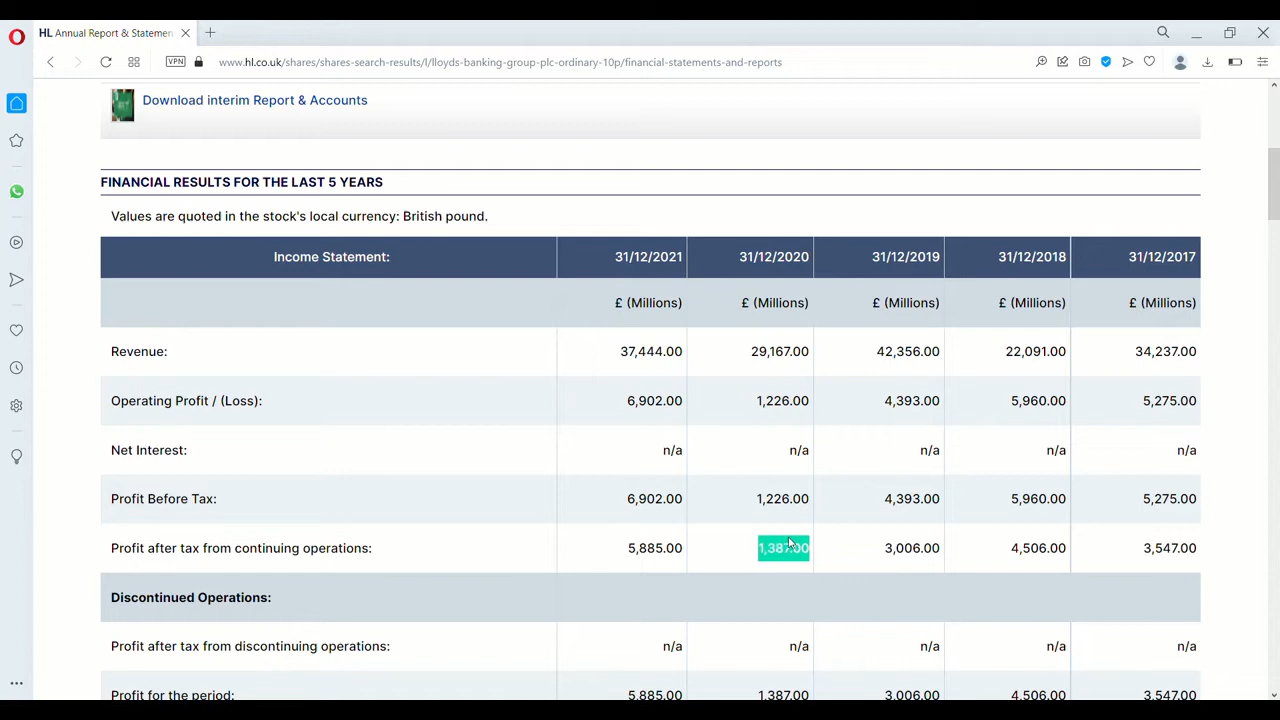 HL Annual Report & Statemen
VPN www.hl.co.uk/shares/shares-search-results/l/lloyds-banking-group-plc-ordinary-10p/financial-statements-and-reports
Download interim Report & Accounts
FINANCIAL RESULTS FOR THE LAST 5 YEARS
Values are quoted in the stock's local currency: British pound.
Income Statement: 31/12/2021 31/12/2020 31/12/2019 31/12/2018 31/12/2017
£ (Millions) £ (Millions) £ (Millions) £ (Millions) £ (Millions)
Revenue: 37,444.00 29,167.00 42,356.00 22,091.00 34,237.00
Operating Profit / (Loss): 6,902.00 1,226.00 4,393.00 5,960.00 5,275.00
Net Interest: n/a n/a n/a n/a n/a
Profit Before Tax: 6,902.00 1,226.00 4,393.00 5,960.00 5,275.00
Profit after tax from continuing operations: 5,885.00 1,387.00 3,006.00 4,506.00 3,547.00
Discontinued Operations:
Profit after tax from discontinuing operations: n/a n/a n/a n/a n/a
Profit for the period: 5,885.00 1,387.00 3,006.00 4,506.00 3,547.00